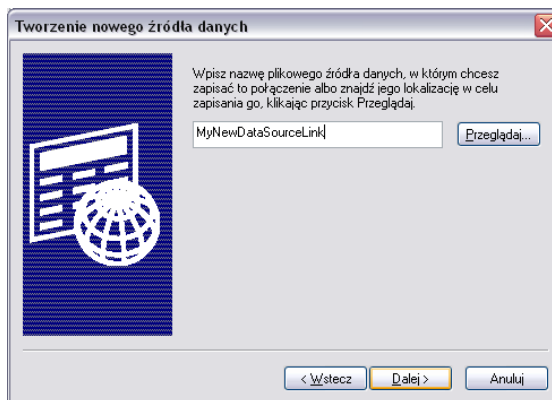 Tworzenie nowego źródła danych
Wpisz nazwę plikowego źródła danych, w którym chcesz
zapisać to połączenie albo znajdź jego lokalizację w celu
zapisania go, klikając przycisk Przeglądaj.
MyNewDataSourceLink
Przeglądaj...
< Wstecz
Dalej >
Anuluj